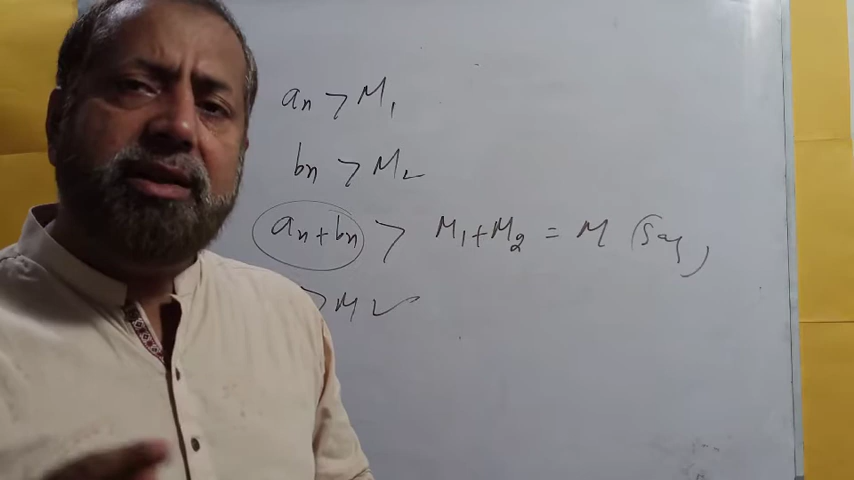 an > M1
bn > M2
an + bn > M1 + M2 = M (Say)
> M